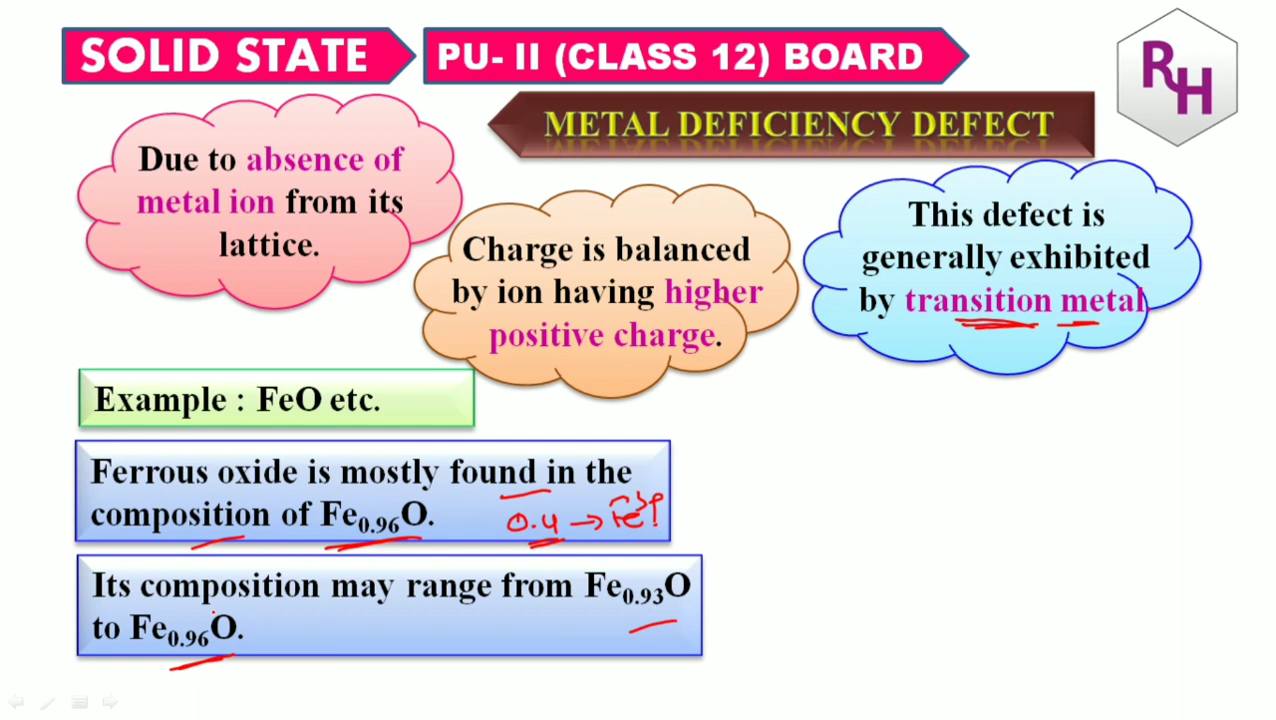 SOLID STATE
PU- II (CLASS 12) BOARD
RH
METAL DEFICIENCY DEFECT
Due to absence of
metal ion from its
lattice.
Charge is balanced
by ion having higher
positive charge.
This defect is
generally exhibited
by transition metal
Example : FeO etc.
Ferrous oxide is mostly found in the
composition of Fe₀.₉₆O.
0.4 →
Its composition may range from Fe₀.₉₃O
to Fe₀.₉₆O.